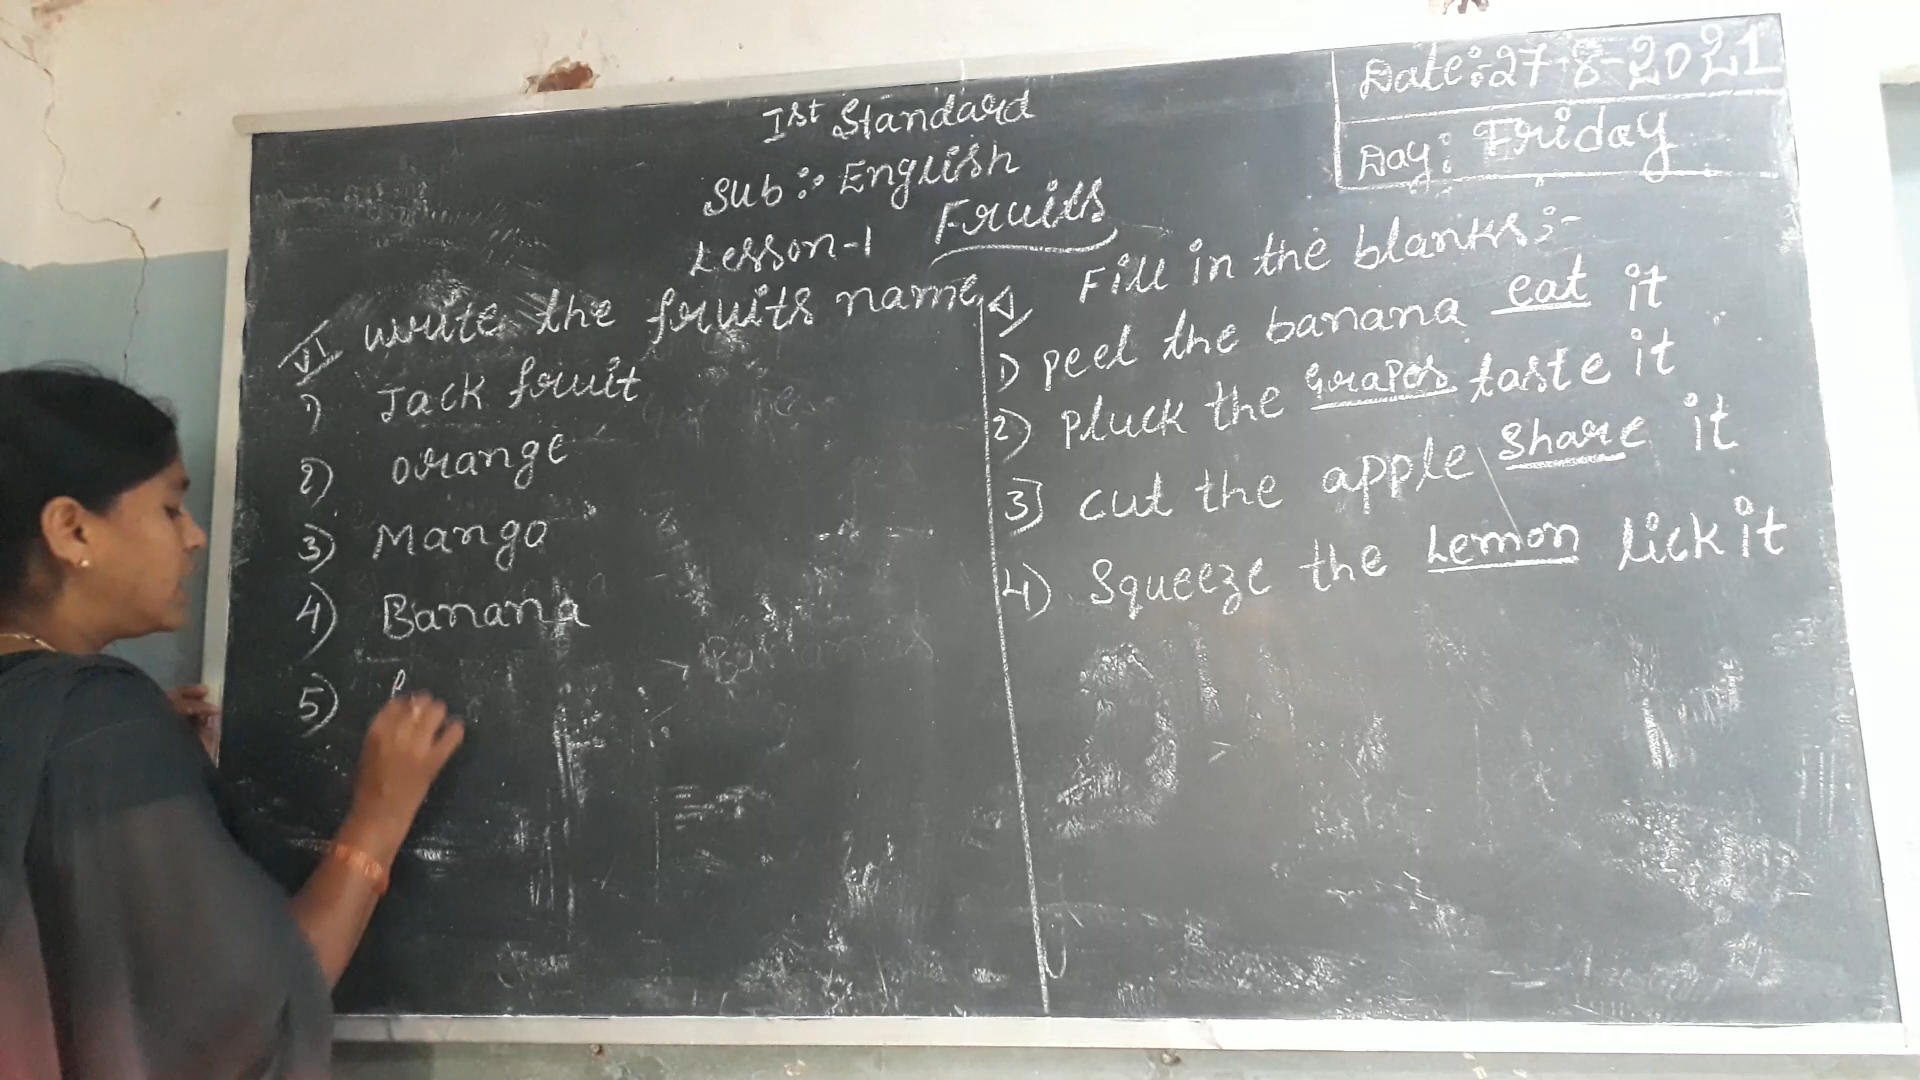 Date: 27-8-2021
Day: Friday
Ist Standard
Sub: English
Lesson-1 Fruits
VI write the fruits name
1) Jack fruit
2) orange
3) Mango
4) Banana
5)
Fill in the blanks:-
1) peel the banana eat it
2) Pluck the Grapes taste it
3) cut the apple Share it
4) Squeeze the Lemon lick it